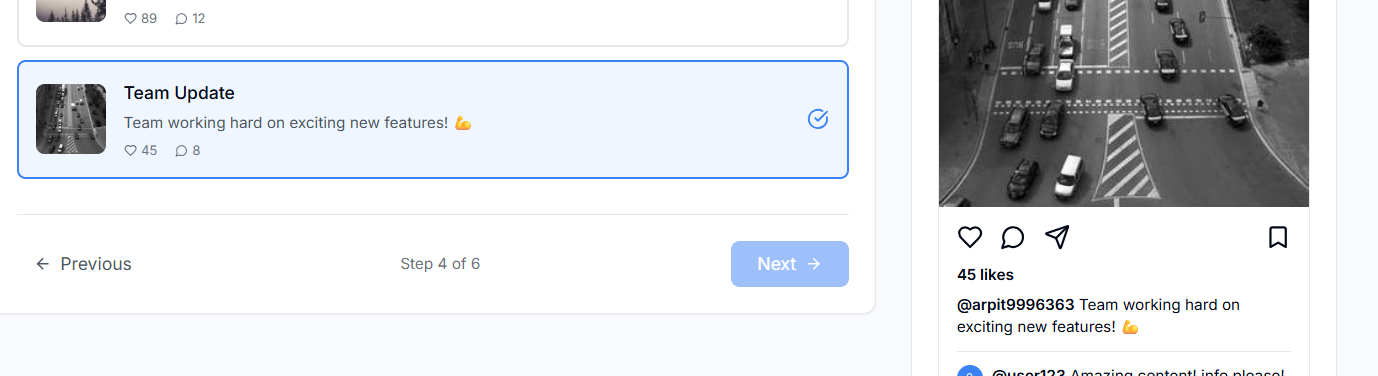 89 12
Team Update
Team working hard on exciting new features! 💪
45 8
Previous
Step 4 of 6
Next
45 likes
@arpit9996363 Team working hard on
exciting new features! 💪
@user123 Amazing content! info please!